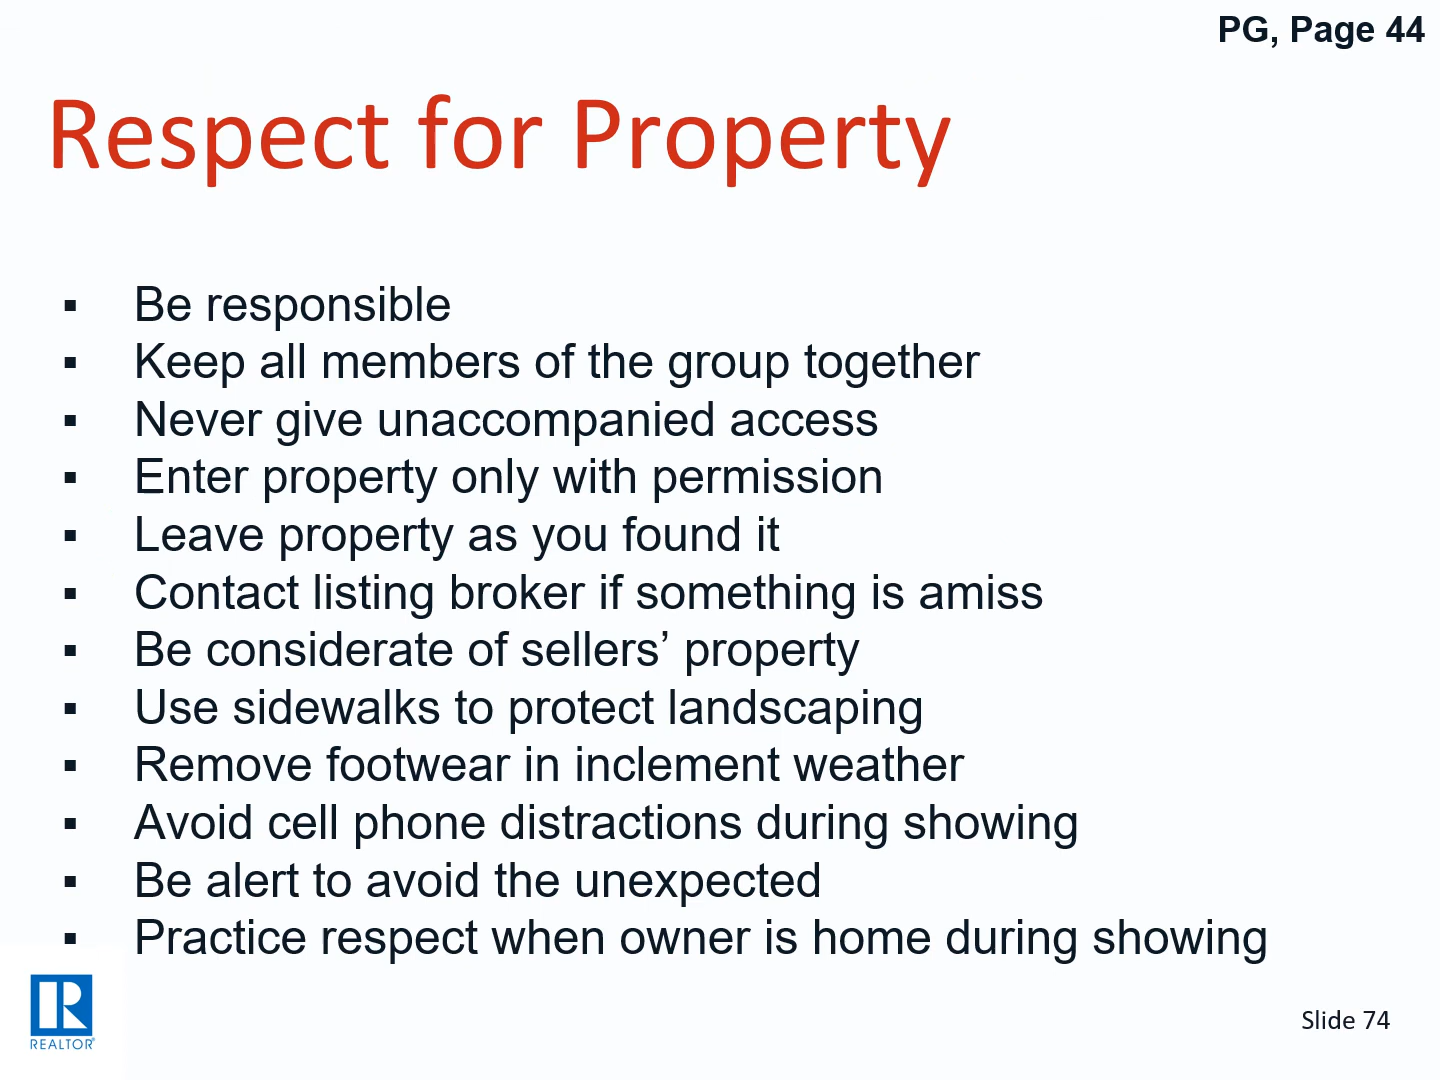 PG, Page 44
Respect for Property
▪ Be responsible
▪ Keep all members of the group together
▪ Never give unaccompanied access
▪ Enter property only with permission
▪ Leave property as you found it
▪ Contact listing broker if something is amiss
▪ Be considerate of sellers’ property
▪ Use sidewalks to protect landscaping
▪ Remove footwear in inclement weather
▪ Avoid cell phone distractions during showing
▪ Be alert to avoid the unexpected
▪ Practice respect when owner is home during showing
R
REALTOR®
Slide 74